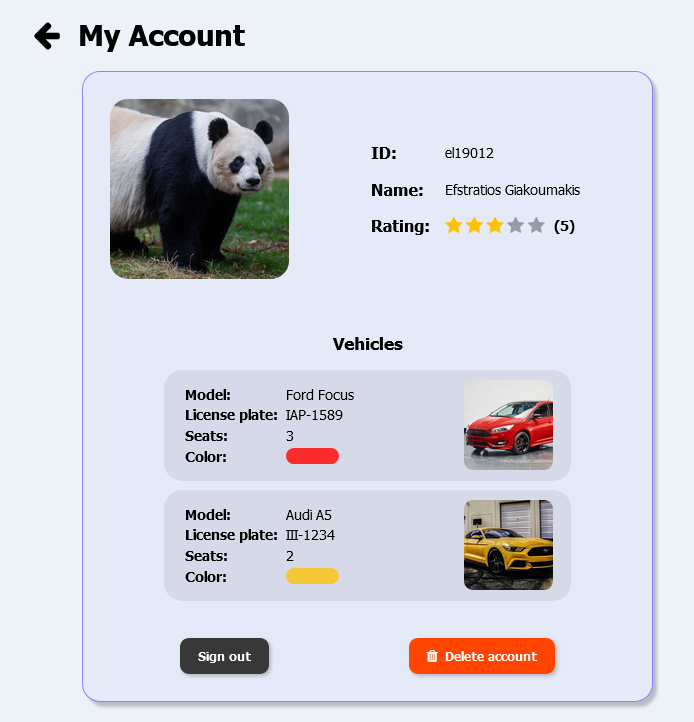 My Account
ID: el19012
Name: Efstratios Giakoumakis
Rating: (5)
Vehicles
Model: Ford Focus
License plate: IAP-1589
Seats: 3
Color:
Model: Audi A5
License plate: III-1234
Seats: 2
Color:
Sign out
Delete account